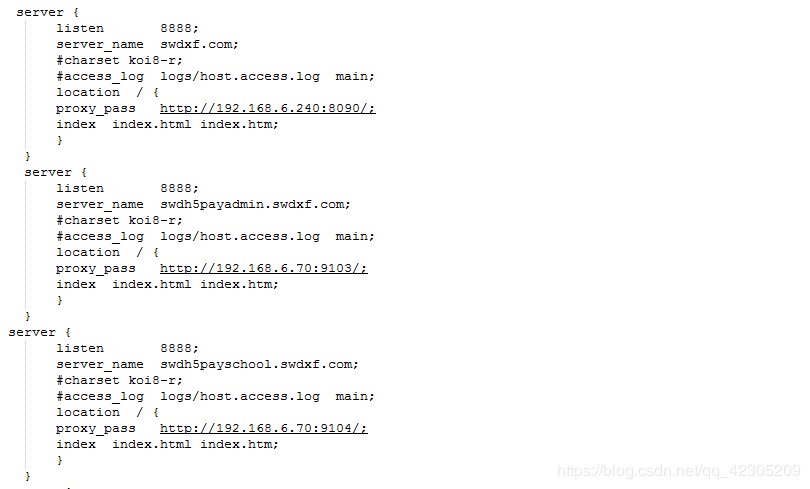 server {
listen 8888;
server_name swdxf.com;
#charset koi8-r;
#access_log logs/host.access.log main;
location / {
proxy_pass http://192.168.6.240:8090/;
index index.html index.htm;
}
}
server {
listen 8888;
server_name swdh5payadmin.swdxf.com;
#charset koi8-r;
#access_log logs/host.access.log main;
location / {
proxy_pass http://192.168.6.70:9103/;
index index.html index.htm;
}
}
server {
listen 8888;
server_name swdh5payschool.swdxf.com;
#charset koi8-r;
#access_log logs/host.access.log main;
location / {
proxy_pass http://192.168.6.70:9104/;
index index.html index.htm;
}
}
https://blog.csdn.net/qq_42305209